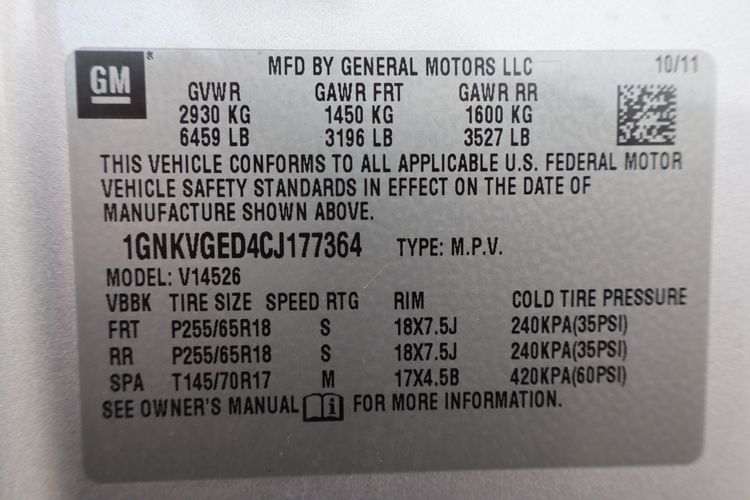 GM
MFD BY GENERAL MOTORS LLC 10/11
GVWR GAWR FRT GAWR RR
2930 KG 1450 KG 1600 KG
6459 LB 3196 LB 3527 LB
THIS VEHICLE CONFORMS TO ALL APPLICABLE U.S. FEDERAL MOTOR
VEHICLE SAFETY STANDARDS IN EFFECT ON THE DATE OF
MANUFACTURE SHOWN ABOVE.
1GNKVGED4CJ177364 TYPE: M.P.V.
MODEL: V14526
VBBK TIRE SIZE SPEED RTG RIM COLD TIRE PRESSURE
FRT P255/65R18 S 18X7.5J 240KPA(35PSI)
RR P255/65R18 S 18X7.5J 240KPA(35PSI)
SPA T145/70R17 M 17X4.5B 420KPA(60PSI)
SEE OWNER'S MANUAL i FOR MORE INFORMATION.